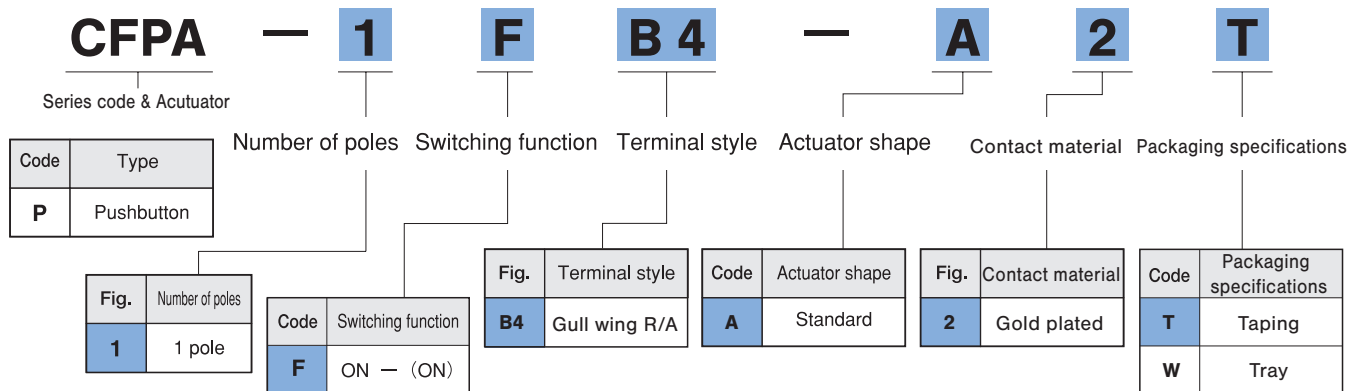 CFPA — 1 F B4 — A 2 T
Series code & Acutuator
Number of poles Switching function Terminal style Actuator shape Contact material Packaging specifications
Code Type
P Pushbutton
Fig. Number of poles
1 1 pole
Code Switching function
F ON — (ON)
Fig. Terminal style
B4 Gull wing R/A
Code Actuator shape
A Standard
Fig. Contact material
2 Gold plated
Code Packaging
specifications
T Taping
W Tray